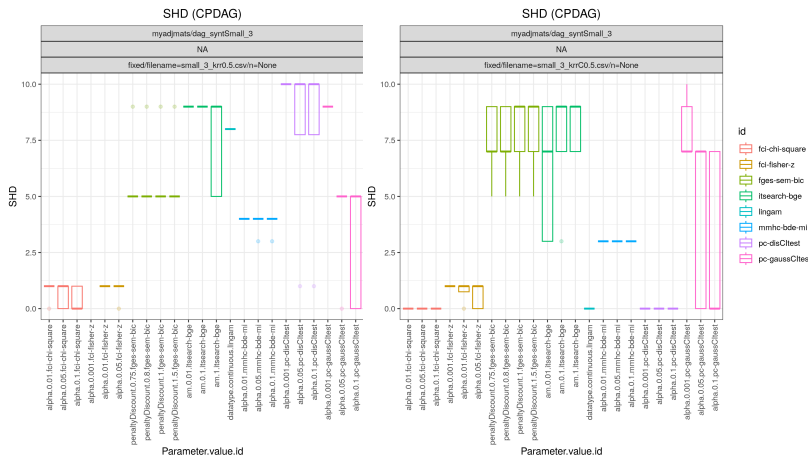 SHD (CPDAG)
myadjmats/dag_syntSmall_3
NA
fixed/filename=small_3_krr0.5.csv/n=None
SHD
10.0
7.5
5.0
2.5
0.0
alpha.0.01.fci-chi-square
alpha.0.05.fci-chi-square
alpha.0.1.fci-chi-square
alpha.0.001.fci-fisher-z
alpha.0.01.fci-fisher-z
alpha.0.05.fci-fisher-z
penaltyDiscount.0.75.fges-sem-bic
penaltyDiscount.0.8.fges-sem-bic
penaltyDiscount.1.fges-sem-bic
penaltyDiscount.1.5.fges-sem-bic
am.0.01.itsearch-bge
am.0.1.itsearch-bge
am.1.itsearch-bge
datatype.continuous.lingam
alpha.0.01.mmhc-bde-mi
alpha.0.05.mmhc-bde-mi
alpha.0.1.mmhc-bde-mi
alpha.0.001.pc-disCItest
alpha.0.05.pc-disCItest
alpha.0.1.pc-disCItest
alpha.0.001.pc-gaussCItest
alpha.0.05.pc-gaussCItest
alpha.0.1.pc-gaussCItest
Parameter.value.id
SHD (CPDAG)
myadjmats/dag_syntSmall_3
NA
fixed/filename=small_3_krrC0.5.csv/n=None
SHD
10.0
7.5
5.0
2.5
0.0
alpha.0.01.fci-chi-square
alpha.0.05.fci-chi-square
alpha.0.1.fci-chi-square
alpha.0.001.fci-fisher-z
alpha.0.01.fci-fisher-z
alpha.0.05.fci-fisher-z
penaltyDiscount.0.75.fges-sem-bic
penaltyDiscount.0.8.fges-sem-bic
penaltyDiscount.1.fges-sem-bic
penaltyDiscount.1.5.fges-sem-bic
am.0.01.itsearch-bge
am.0.1.itsearch-bge
am.1.itsearch-bge
datatype.continuous.lingam
alpha.0.01.mmhc-bde-mi
alpha.0.05.mmhc-bde-mi
alpha.0.1.mmhc-bde-mi
alpha.0.001.pc-disCItest
alpha.0.05.pc-disCItest
alpha.0.1.pc-disCItest
alpha.0.001.pc-gaussCItest
alpha.0.05.pc-gaussCItest
alpha.0.1.pc-gaussCItest
Parameter.value.id
id
fci-chi-square
fci-fisher-z
fges-sem-bic
itsearch-bge
lingam
mmhc-bde-mi
pc-disCItest
pc-gaussCItes